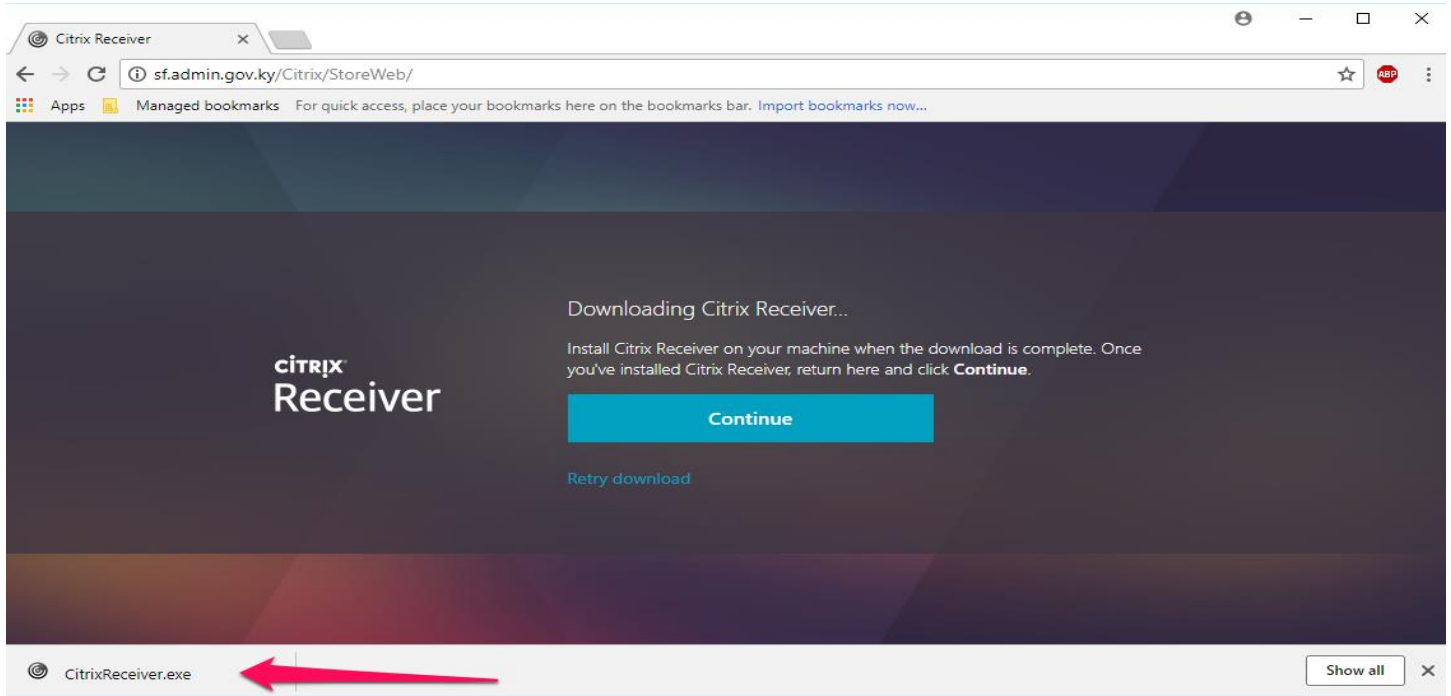 Citrix Receiver
sf.admin.gov.ky/Citrix/StoreWeb/
ABP
Apps Managed bookmarks For quick access, place your bookmarks here on the bookmarks bar. Import bookmarks now...
Downloading Citrix Receiver...
Install Citrix Receiver on your machine when the download is complete. Once
you've installed Citrix Receiver, return here and click Continue.
CITRIX
Receiver
Continue
Retry download
CitrixReceiver.exe
Show all